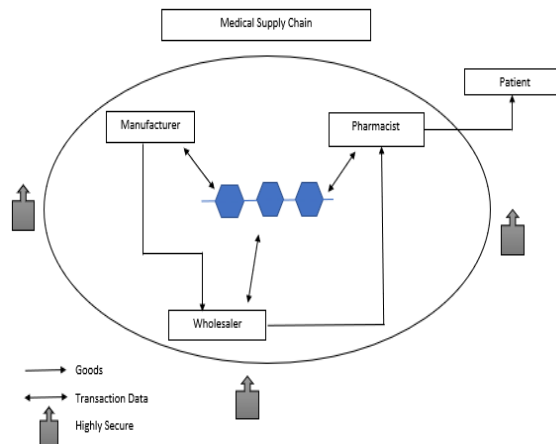 Medical Supply Chain
Patient
Manufacturer
Pharmacist
Wholesaler
Goods
Transaction Data
Highly Secure